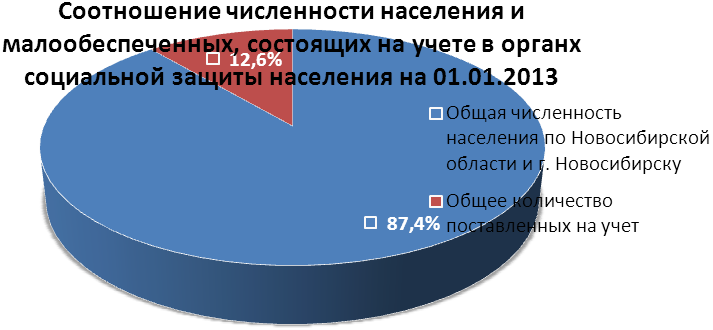 Соотношение численности населения и
малообеспеченных, состоящих на учете в органх
социальной защиты населения на 01.01.2013
12,6%
Общая численность
населения по Новосибирской
области и г. Новосибирску
Общее количество
поставленных на учет
87,4%